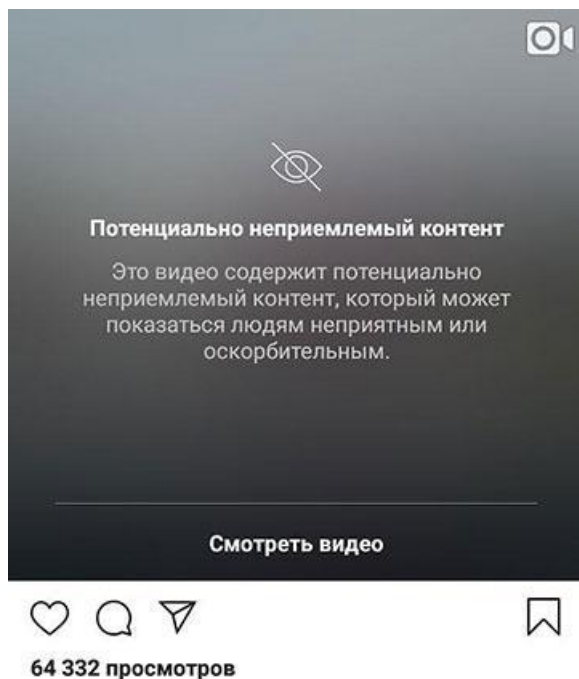 Потенциально неприемлемый контент
Это видео содержит потенциально
неприемлемый контент, который может
показаться людям неприятным или
оскорбительным.
Смотреть видео
64 332 просмотров